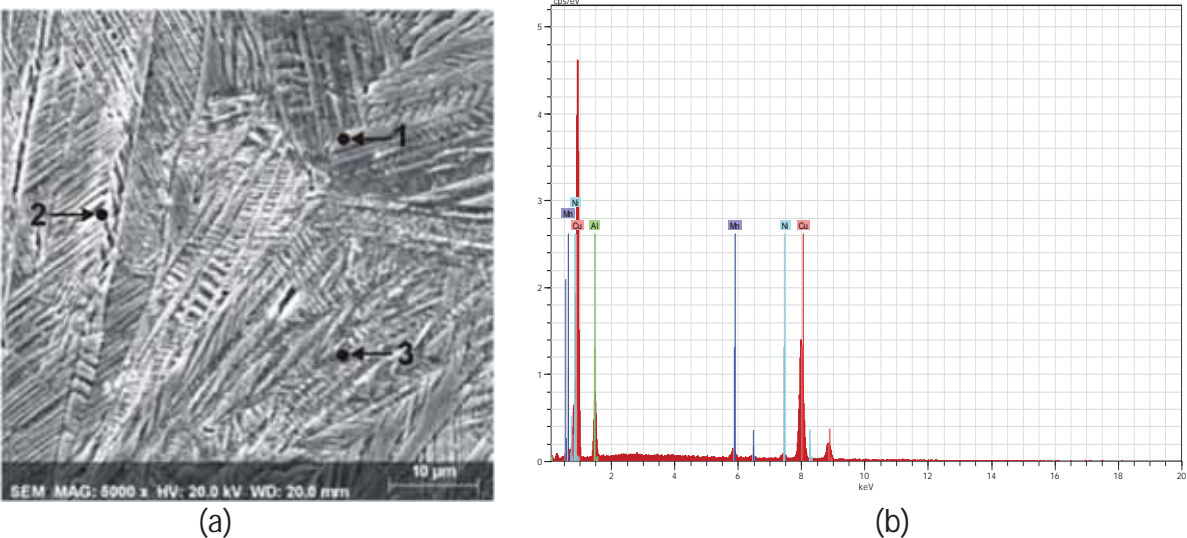 1
2
3
10 µm
SEM MAG: 5000 x HV: 20.0 kV WD: 20.0 mm
(a)
cps/eV
5
4
3
2
1
0
Ni
Mn
Cu Al
Mn Ni Cu
2 4 6 8 10 12 14 16 18 20
keV
(b)